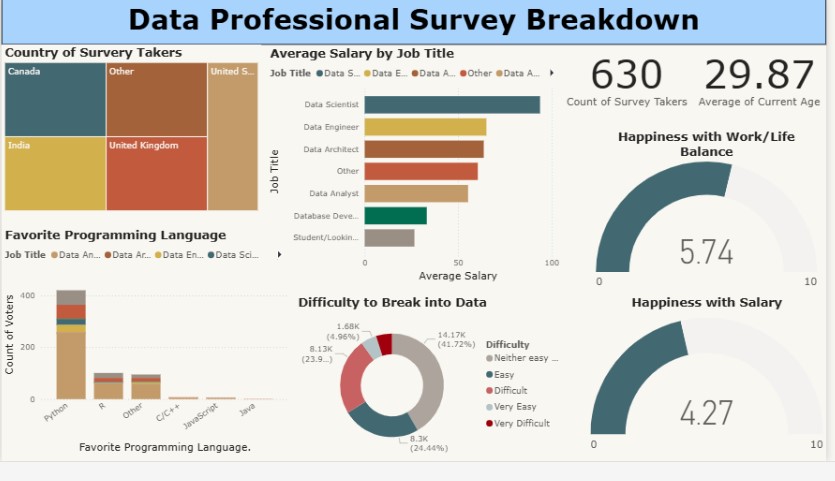 Data Professional Survey Breakdown
Country of Survery Takers
Canada
Other
United S...
India
United Kingdom
Average Salary by Job Title
Job Title Data S... Data E... Data A... Other Data A...
Job Title
Data Scientist
Data Engineer
Data Architect
Other
Data Analyst
Database Deve...
Student/Lookin...
0 50 100
Average Salary
630
Count of Survey Takers
29.87
Average of Current Age
Happiness with Work/Life
Balance
5.74
0 10
Favorite Programming Language
Job Title Data An... Data Ar... Data En... Data Sci...
Count of Voters
400
200
0
Python R Other C/C++ JavaScript Java
Favorite Programming Language.
Difficulty to Break into Data
1.68K
(4.96%)
14.17K
(41.72%)
8.13K
(23.9...)
8.3K
(24.44%)
Difficulty
Neither easy ...
Easy
Difficult
Very Easy
Very Difficult
Happiness with Salary
4.27
0 10